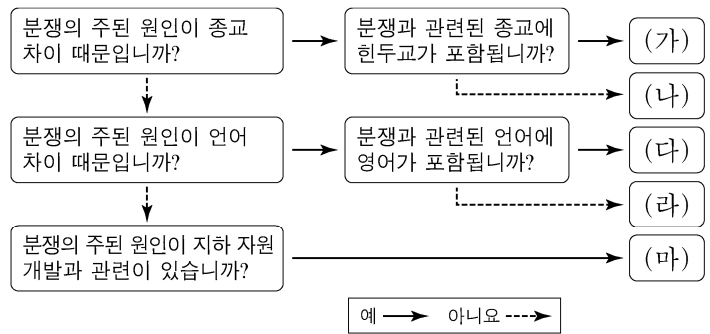 분쟁의 주된 원인이 종교
차이 때문입니까?
분쟁과 관련된 종교에
힌두교가 포함됩니까?
(가)
(나)
분쟁의 주된 원인이 언어
차이 때문입니까?
분쟁과 관련된 언어에
영어가 포함됩니까?
(다)
(라)
분쟁의 주된 원인이 지하 자원
개발과 관련이 있습니까?
(마)
예 아니요